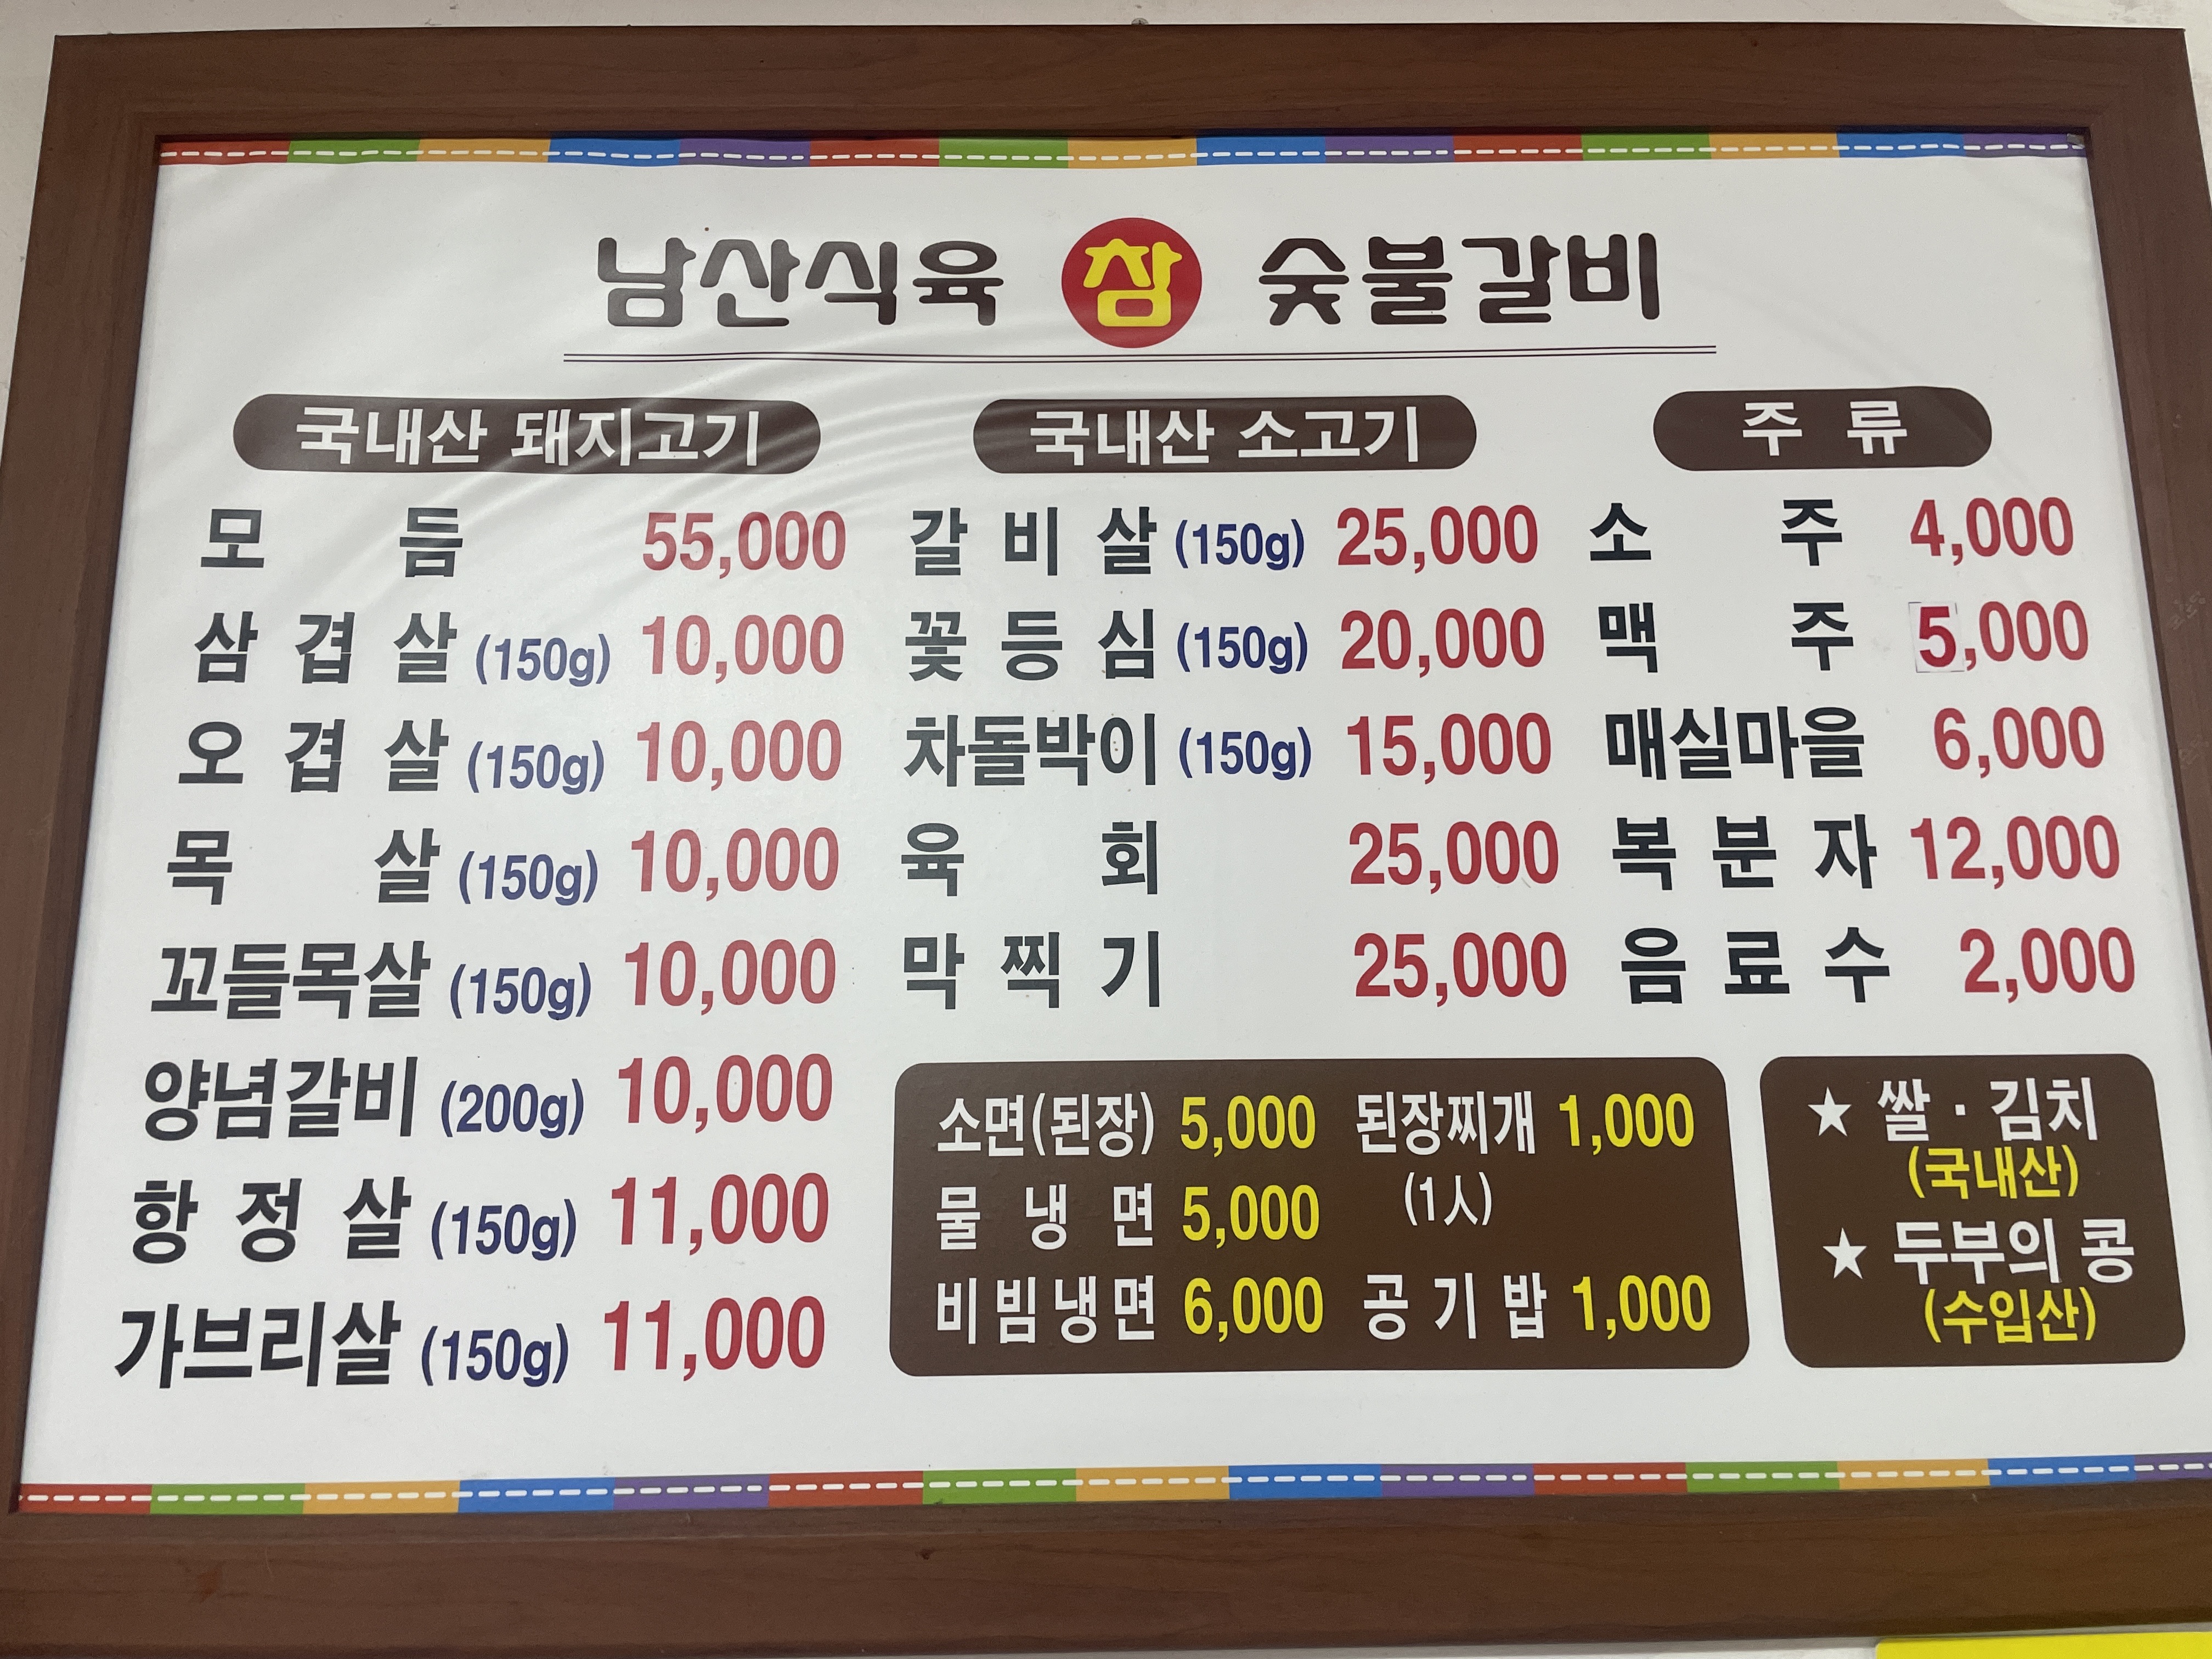 남산식육 참 숯불갈비
국내산 돼지고기
모듬 55,000
삼겹살 (150g) 10,000
오겹살 (150g) 10,000
목살 (150g) 10,000
꼬들목살 (150g) 10,000
양념갈비 (200g) 10,000
항정살 (150g) 11,000
가브리살 (150g) 11,000
국내산 소고기
갈비살 (150g) 25,000
꽃등심 (150g) 20,000
차돌박이 (150g) 15,000
육회 25,000
막찍기 25,000
주류
소주 4,000
맥주 5,000
매실마을 6,000
복분자 12,000
음료수 2,000
소면(된장) 5,000
물냉면 5,000
비빔냉면 6,000
된장찌개 1,000
(1人)
공기밥 1,000
★ 쌀·김치
(국내산)
★ 두부의 콩
(수입산)